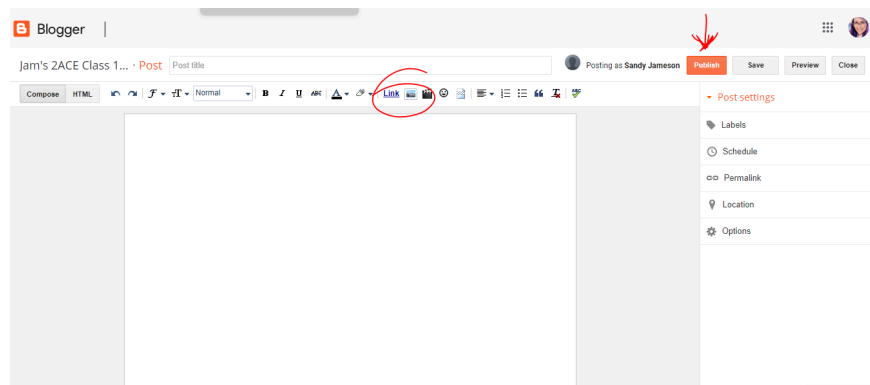 Blogger
Jam's 2ACE Class 1... · Post Post title Posting as Sandy Jameson Publish Save Preview Close
Compose HTML Normal B I U ABC A Link
Post settings
Labels
Schedule
Permalink
Location
Options